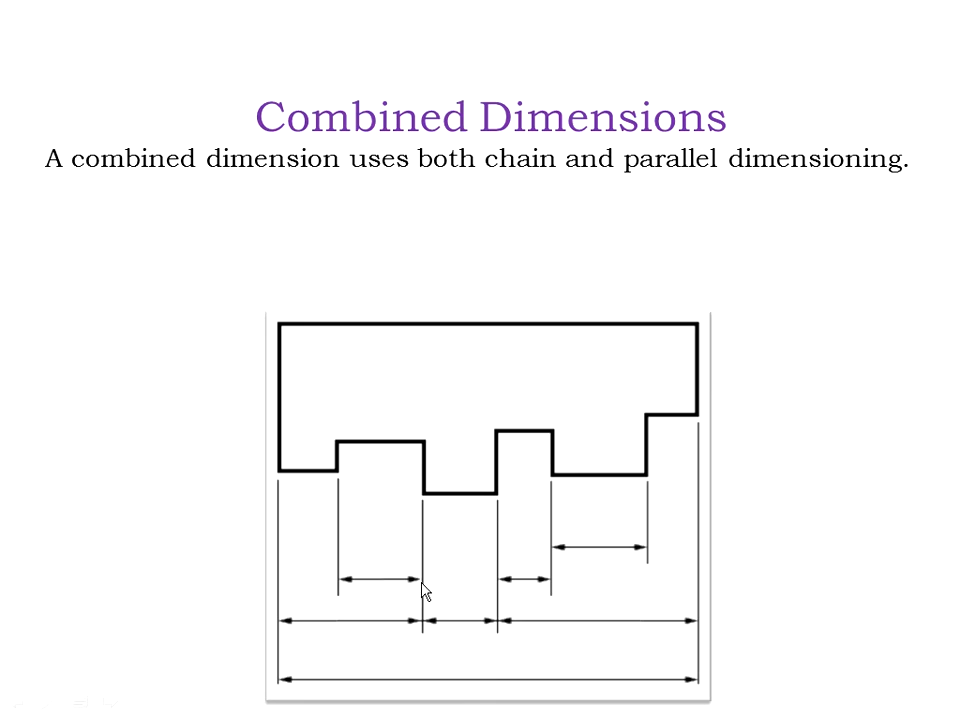 Combined Dimensions
A combined dimension uses both chain and parallel dimensioning.